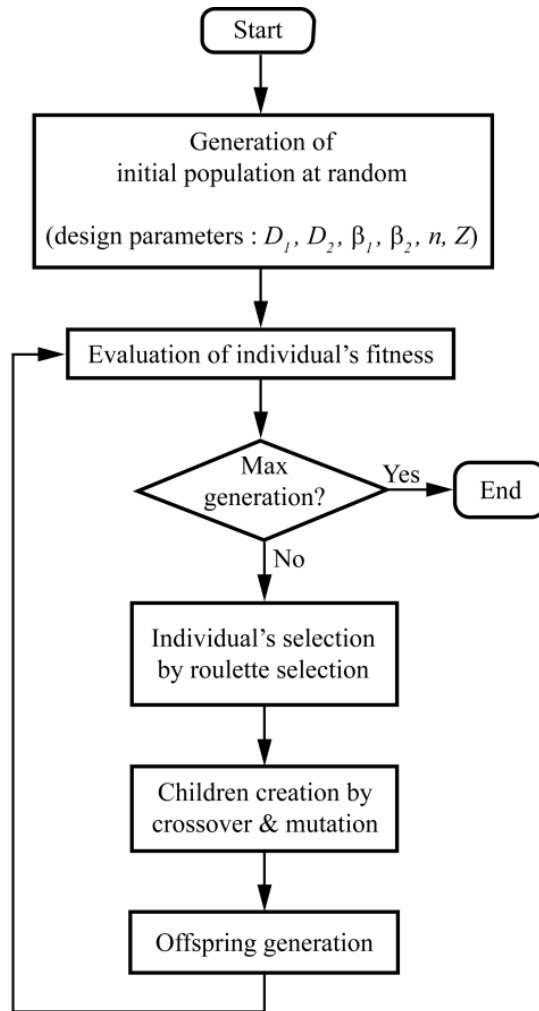 Start
Generation of
initial population at random
(design parameters : D₁, D₂, β₁, β₂, n, Z)
Evaluation of individual’s fitness
Max
generation?
Yes
End
No
Individual’s selection
by roulette selection
Children creation by
crossover & mutation
Offspring generation